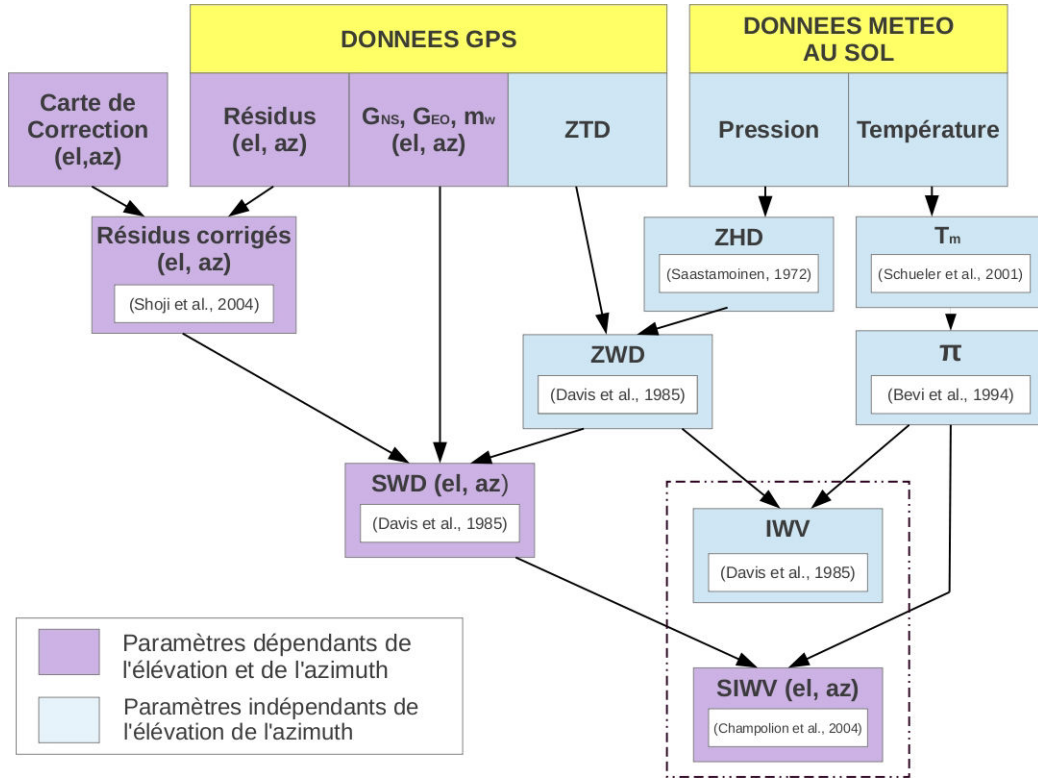 DONNEES GPS
DONNEES METEO
AU SOL
Carte de
Correction
(el,az)
Résidus
(el, az)
GNS, GEO, mw
(el, az)
ZTD
Pression
Température
Résidus corrigés
(el, az)
(Shoji et al., 2004)
ZHD
(Saastamoinen, 1972)
Tm
(Schueler et al., 2001)
ZWD
(Davis et al., 1985)
π
(Bevi et al., 1994)
SWD (el, az)
(Davis et al., 1985)
IWV
(Davis et al., 1985)
SIWV (el, az)
(Champolion et al., 2004)
Paramètres dépendants de
l'élévation et de l'azimuth
Paramètres indépendants de
l'élévation de l'azimuth